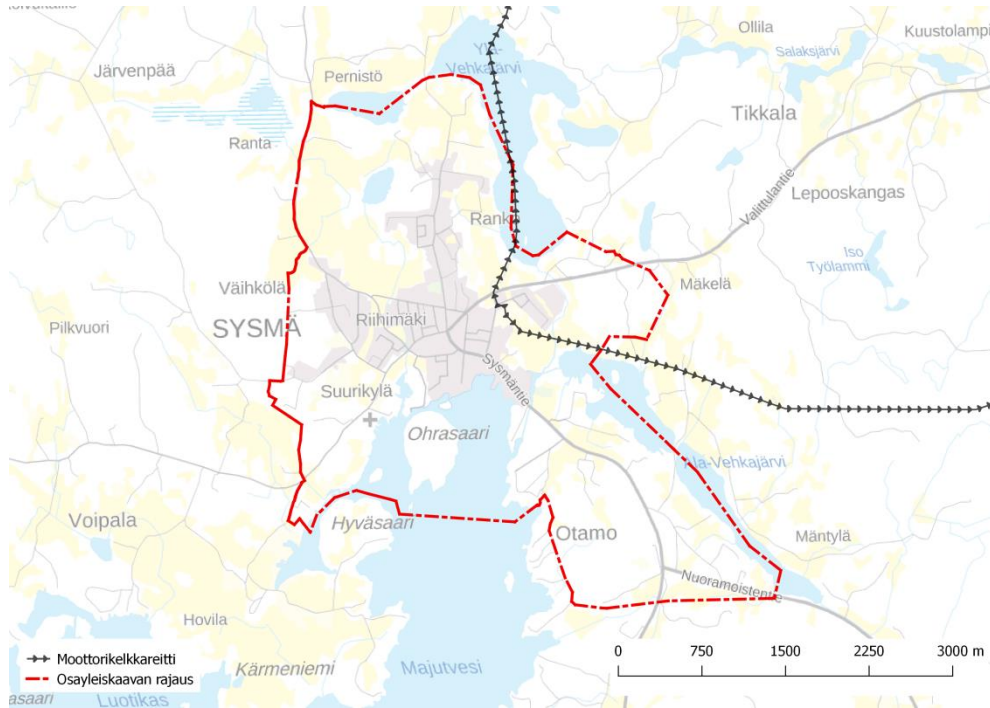 Ollila
Kuustolampi
Salaksjärvi
Järvenpää
Pernistö
Ylä-
Vehkajärvi
Tikkala
Ranta
Lepooskangas
Valittulantie
Iso
Työlammi
Väihkölä
Mäkelä
Pilkvuori
SYSMÄ
Riihimäki
Suurikylä
Sysmäntie
Ohrasaari
Ala-Vehkajärvi
Voipala
Hyväsaari
Otamo
Mäntylä
Nuoramoistentie
Hovila
Kärmeniemi
Majutvesi
Luotikas
Moottorikelkkareitti
Osayleiskaavan rajaus
0 750 1500 2250 3000 m